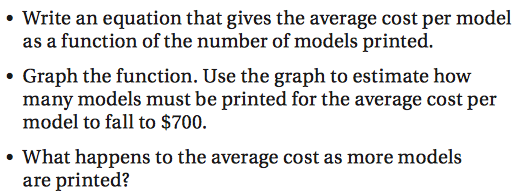 • Write an equation that gives the average cost per model
as a function of the number of models printed.
• Graph the function. Use the graph to estimate how
many models must be printed for the average cost per
model to fall to $700.
• What happens to the average cost as more models
are printed?